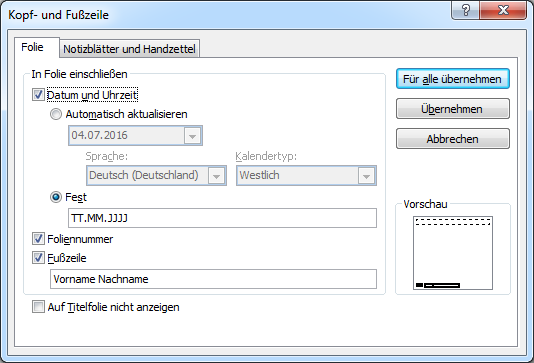 Kopf- und Fußzeile
?
Folie
Notizblätter und Handzettel
In Folie einschließen
Datum und Uhrzeit
Automatisch aktualisieren
04.07.2016
Sprache:
Kalendertyp:
Deutsch (Deutschland)
Westlich
Fest
TT.MM.JJJJ
Foliennummer
Fußzeile
Vorname Nachname
Auf Titelfolie nicht anzeigen
Für alle übernehmen
Übernehmen
Abbrechen
Vorschau